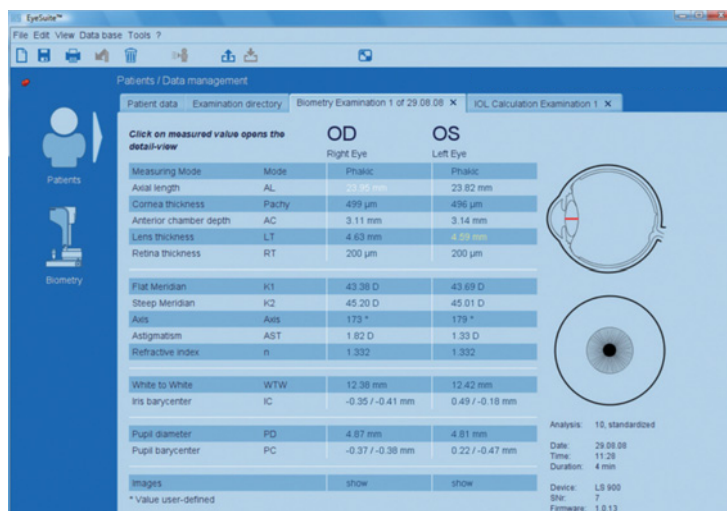 EyeSuite™
File Edit View Data base Tools ?
Patients / Data management
Patient data Examination directory Biometry Examination 1 of 29.08.08 × IOL Calculation Examination 1 ×
Click on measured value opens the detail-view
OD OS
Right Eye Left Eye
Patients
Biometry
Measuring Mode Mode Phakic Phakic
Axial length AL 23.95 mm 23.82 mm
Cornea thickness Pachy 499 µm 496 µm
Anterior chamber depth AC 3.11 mm 3.14 mm
Lens thickness LT 4.63 mm 4.59 mm
Retina thickness RT 200 µm 200 µm
Flat Meridian K1 43.38 D 43.69 D
Steep Meridian K2 45.20 D 45.01 D
Axis Axis 173 ° 179 °
Astigmatism AST 1.82 D 1.33 D
Refractive Index n 1.332 1.332
White to White WTW 12.38 mm 12.42 mm
Iris barycenter IC -0.35 / -0.41 mm 0.49 / -0.18 mm
Pupil diameter PD 4.87 mm 4.81 mm
Pupil barycenter PC -0.37 / -0.38 mm 0.22 / -0.47 mm
Images show show
* Value user-defined
Analysis: 10, standardized
Date: 29.08.08
Time: 11:28
Duration: 4 min
Device: LS 900
SNr: 7
Firmware: 1.0.13